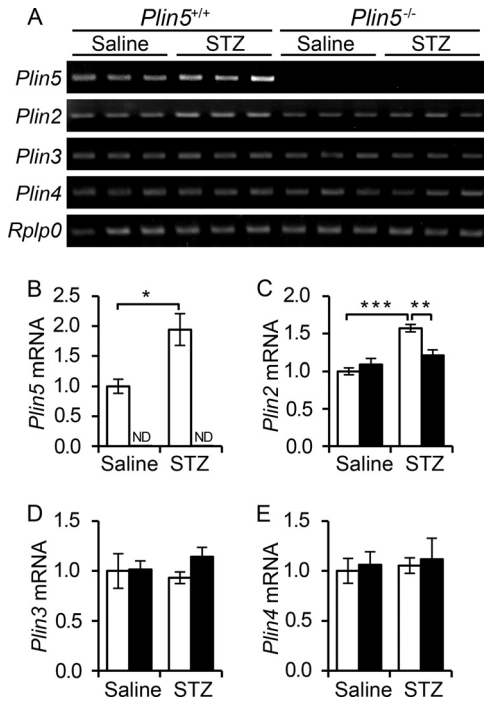 A Plin5+/+ Plin5-/-
Saline STZ Saline STZ
Plin5
Plin2
Plin3
Plin4
Rplp0
B
Plin5 mRNA
2.5
2.0
1.5
1.0
0.5
0.0
*
ND ND
Saline STZ
C
Plin2 mRNA
2.0
1.5
1.0
0.5
0.0
*** **
Saline STZ
D
Plin3 mRNA
1.5
1.0
0.5
0.0
Saline STZ
E
Plin4 mRNA
1.5
1.0
0.5
0.0
Saline STZ